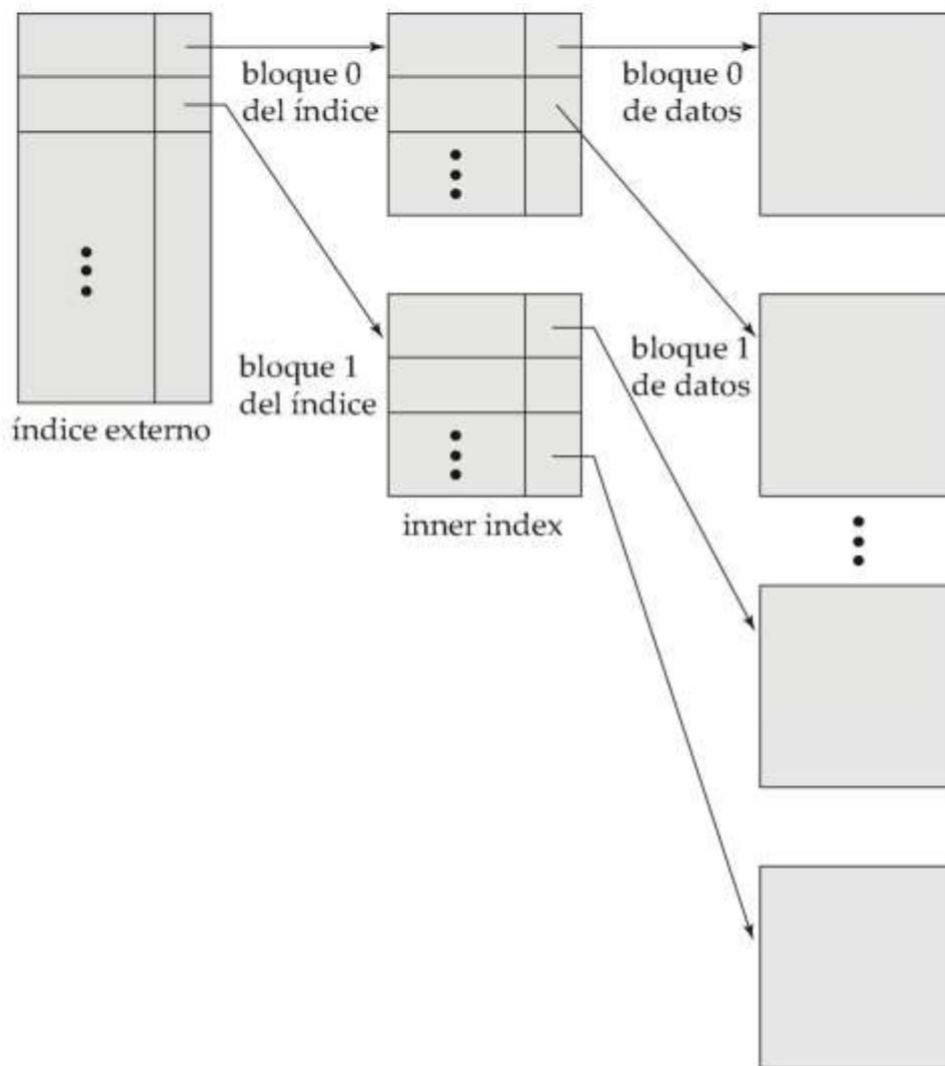 bloque 0
del índice
bloque 0
de datos
bloque 1
del índice
bloque 1
de datos
índice externo
inner index